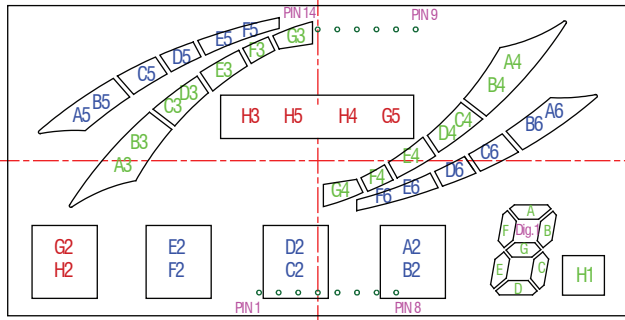 PIN 14 PIN 9
A5 B5 C5 D5 E5 F5
A3 B3 C3 D3 E3 F3 G3
H3 H5 H4 G5
A4 B4 C4 D4 E4 F4 G4
A6 B6 C6 D6 E6 F6
G2 E2 D2 A2
H2 F2 C2 B2
A
F Dig.1 B
G
E C
D
H1
PIN 1 PIN 8